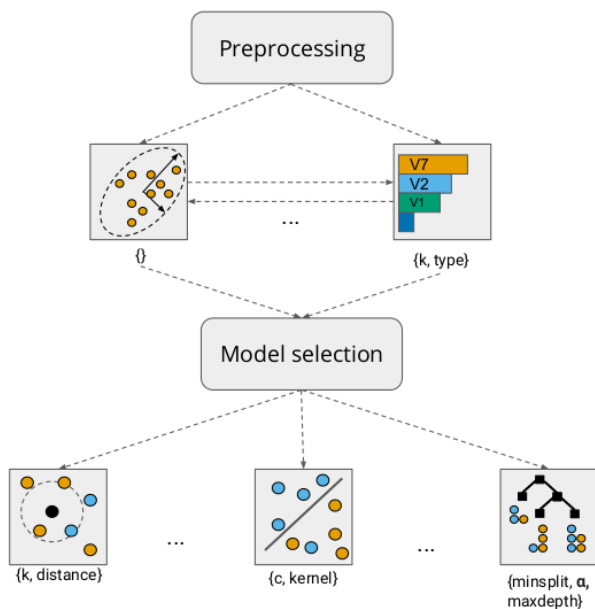 Preprocessing
V7
V2
V1
...
{}
{k, type}
Model selection
...
...
{k, distance}
{c, kernel}
{minsplit, α,
maxdepth}